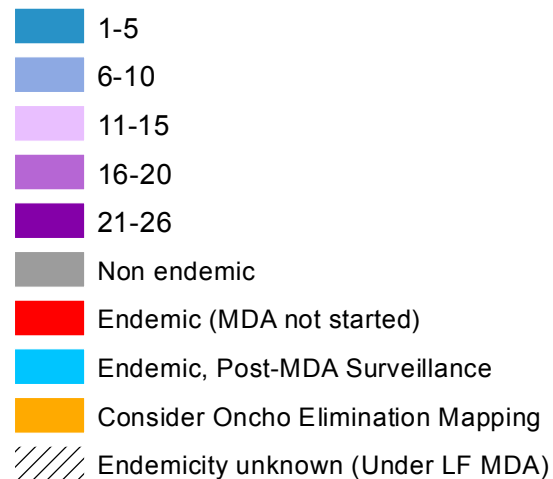 1-5
6-10
11-15
16-20
21-26
Non endemic
Endemic (MDA not started)
Endemic, Post-MDA Surveillance
Consider Oncho Elimination Mapping
Endemicity unknown (Under LF MDA)